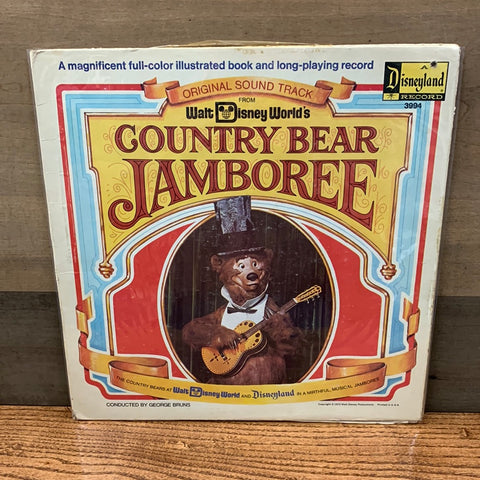 A magnificent full-color illustrated book and long-playing record
A
Disneyland
RECORD
3994
ORIGINAL SOUND TRACK
FROM
Walt Disney World's
COUNTRY BEAR
JAMBOREE
THE COUNTRY BEARS AT Walt Disney World AND Disneyland IN A MIRTHFUL, MUSICAL JAMBOREE
CONDUCTED BY GEORGE BRUNS